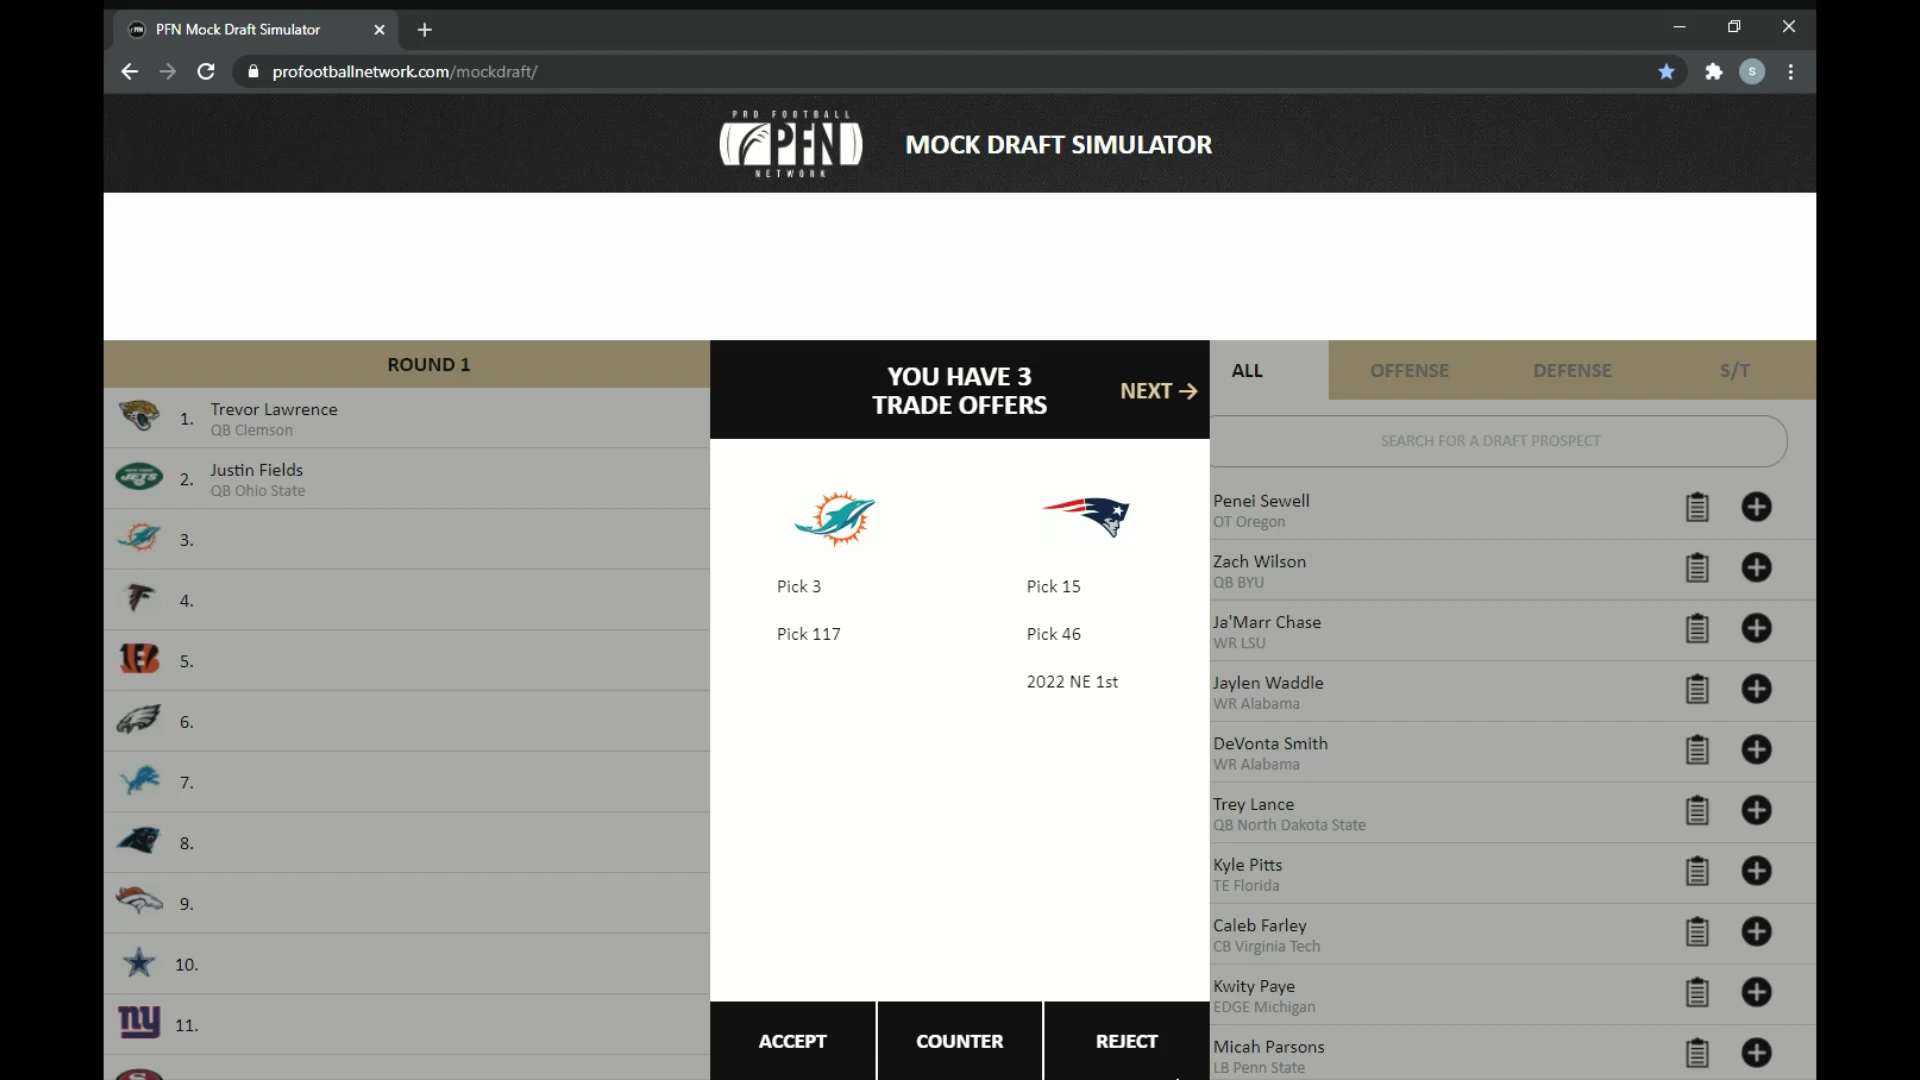 PFN Mock Draft Simulator
profootballnetwork.com/mockdraft/
S
PRO FOOTBALL
PFN
NETWORK
MOCK DRAFT SIMULATOR
ROUND 1
1. Trevor Lawrence
QB Clemson
2. Justin Fields
QB Ohio State
3.
4.
5.
6.
7.
8.
9.
10.
11.
JETS
ny
YOU HAVE 3
TRADE OFFERS
NEXT →
Pick 3
Pick 117
Pick 15
Pick 46
2022 NE 1st
ACCEPT
COUNTER
REJECT
ALL
OFFENSE
DEFENSE
S/T
SEARCH FOR A DRAFT PROSPECT
Penei Sewell
OT Oregon
Zach Wilson
QB BYU
Ja'Marr Chase
WR LSU
Jaylen Waddle
WR Alabama
DeVonta Smith
WR Alabama
Trey Lance
QB North Dakota State
Kyle Pitts
TE Florida
Caleb Farley
CB Virginia Tech
Kwity Paye
EDGE Michigan
Micah Parsons
LB Penn State